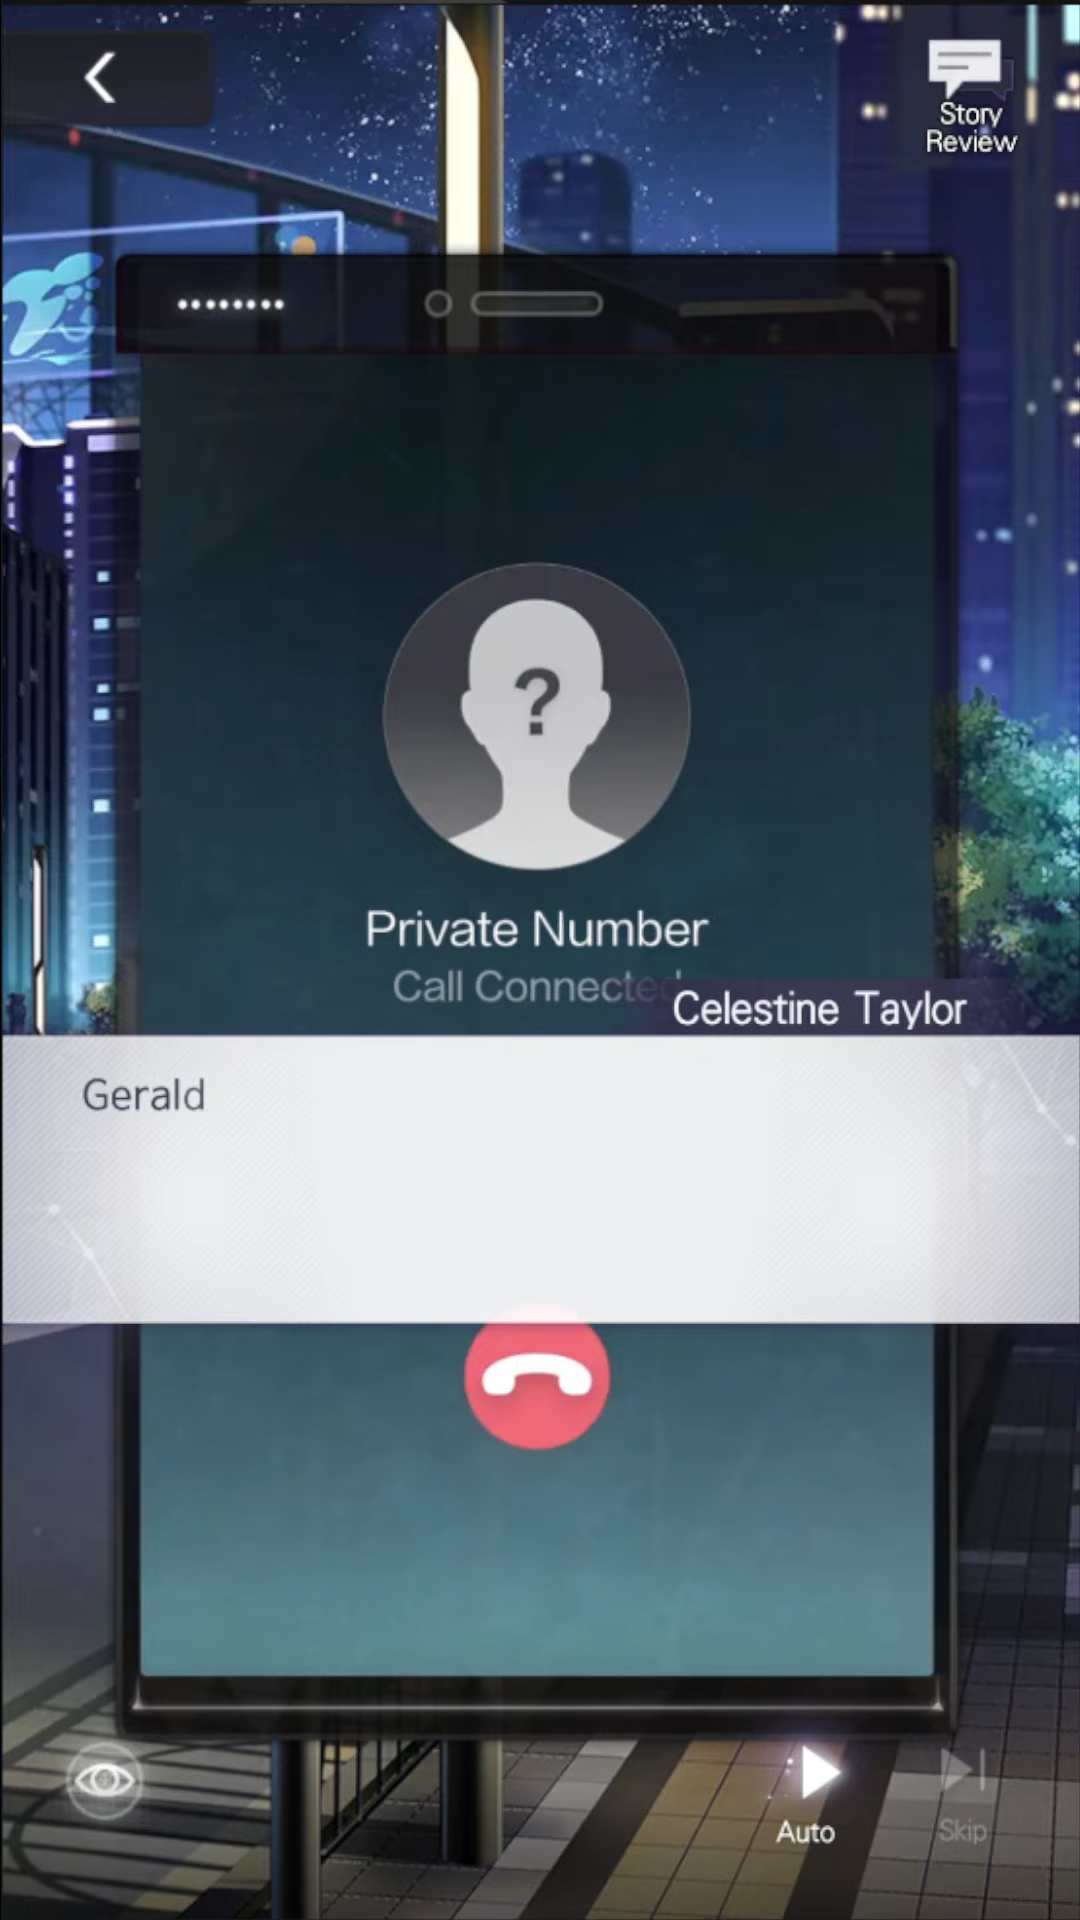 Story
Review
Private Number
Call Connected
Celestine Taylor
Gerald
Auto
Skip